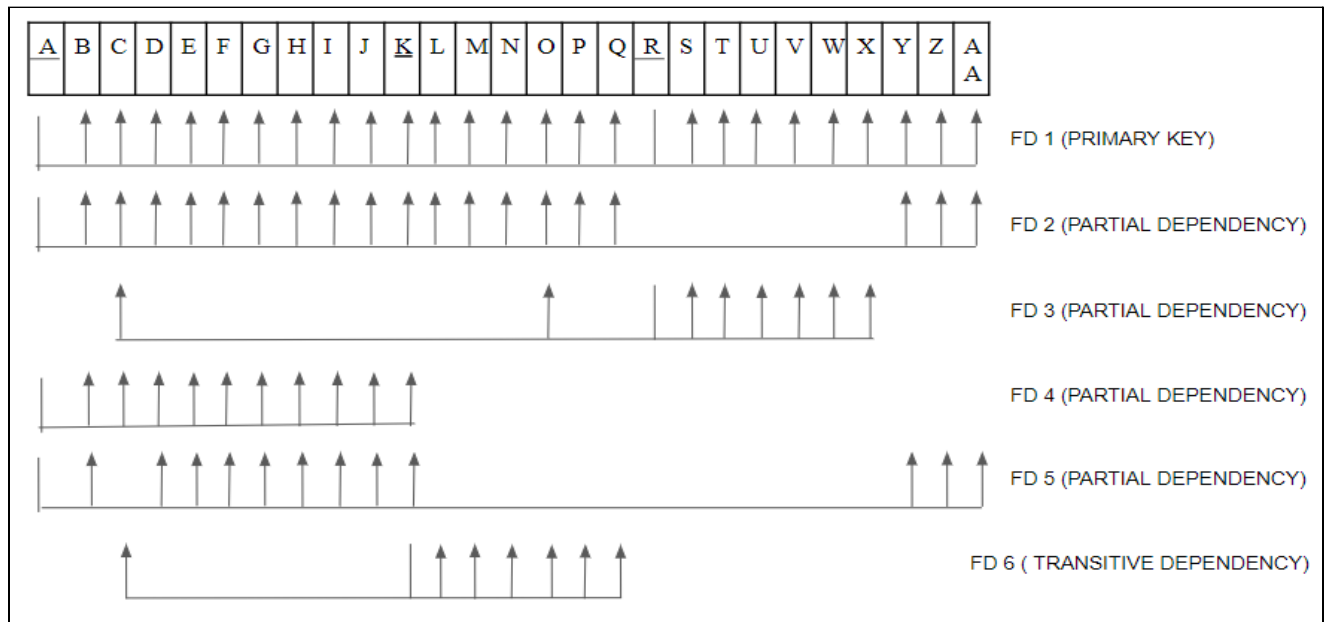 A B C D E F G H I J K L M N O P Q R S T U V W X Y Z A
A
FD 1 (PRIMARY KEY)
FD 2 (PARTIAL DEPENDENCY)
FD 3 (PARTIAL DEPENDENCY)
FD 4 (PARTIAL DEPENDENCY)
FD 5 (PARTIAL DEPENDENCY)
FD 6 ( TRANSITIVE DEPENDENCY)